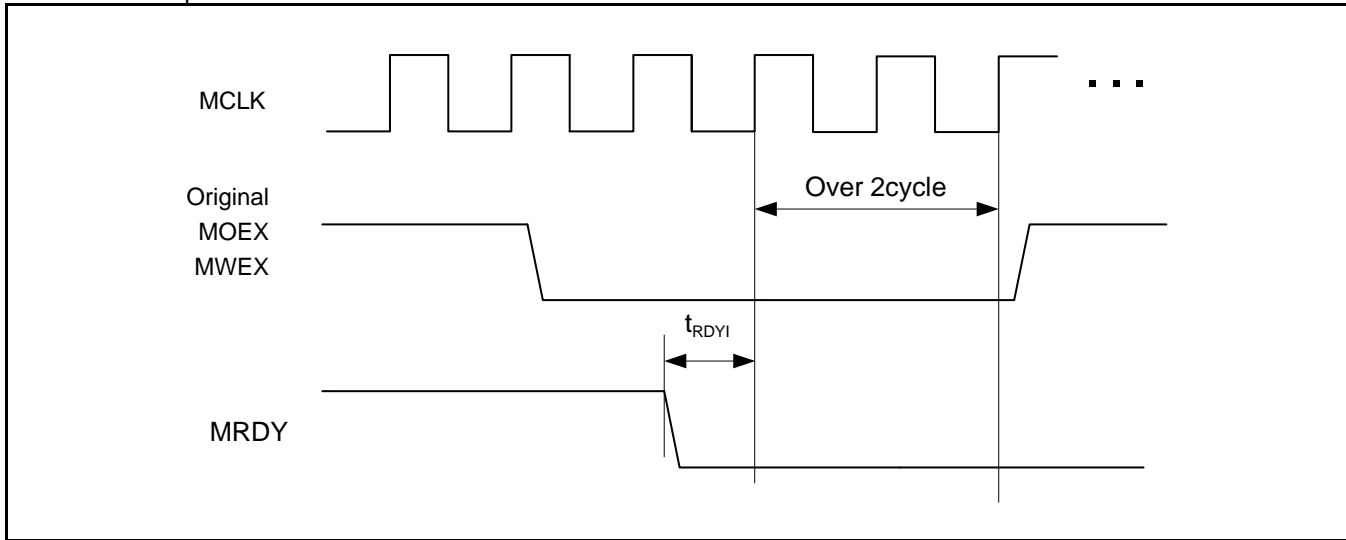 MCLK
. . .
Original
MOEX
MWEX
Over 2cycle
tRDYI
MRDY